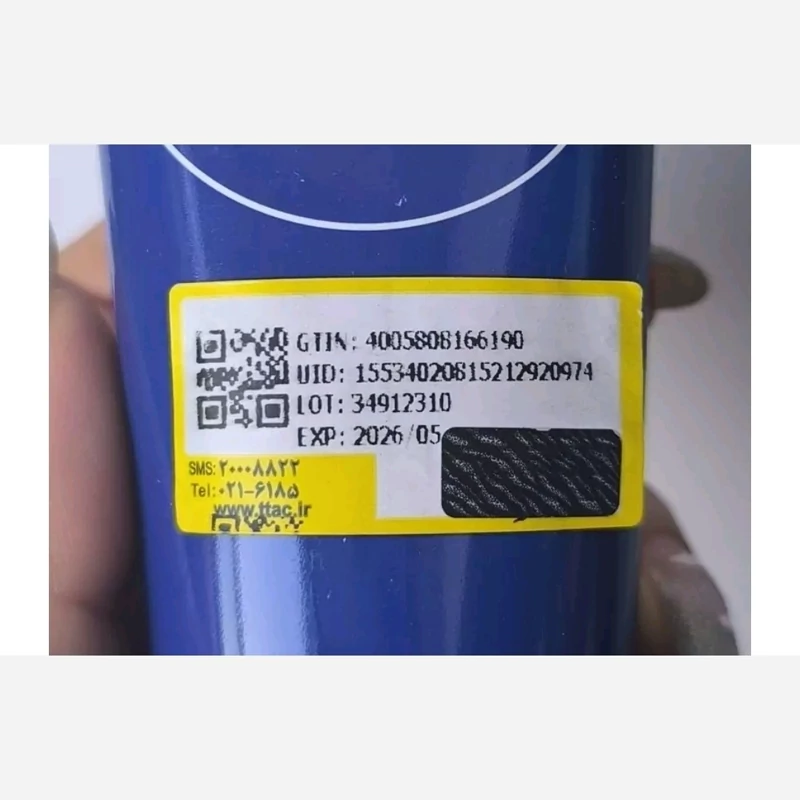 GTIN: 4005808166190
UID: 15534020815212920974
LOT: 34912310
EXP: 2026/05
SMS: ۲۰۰۰۸۸۲۲
Tel: ۰۲۱-۶۱۸۵
www.ttac.ir